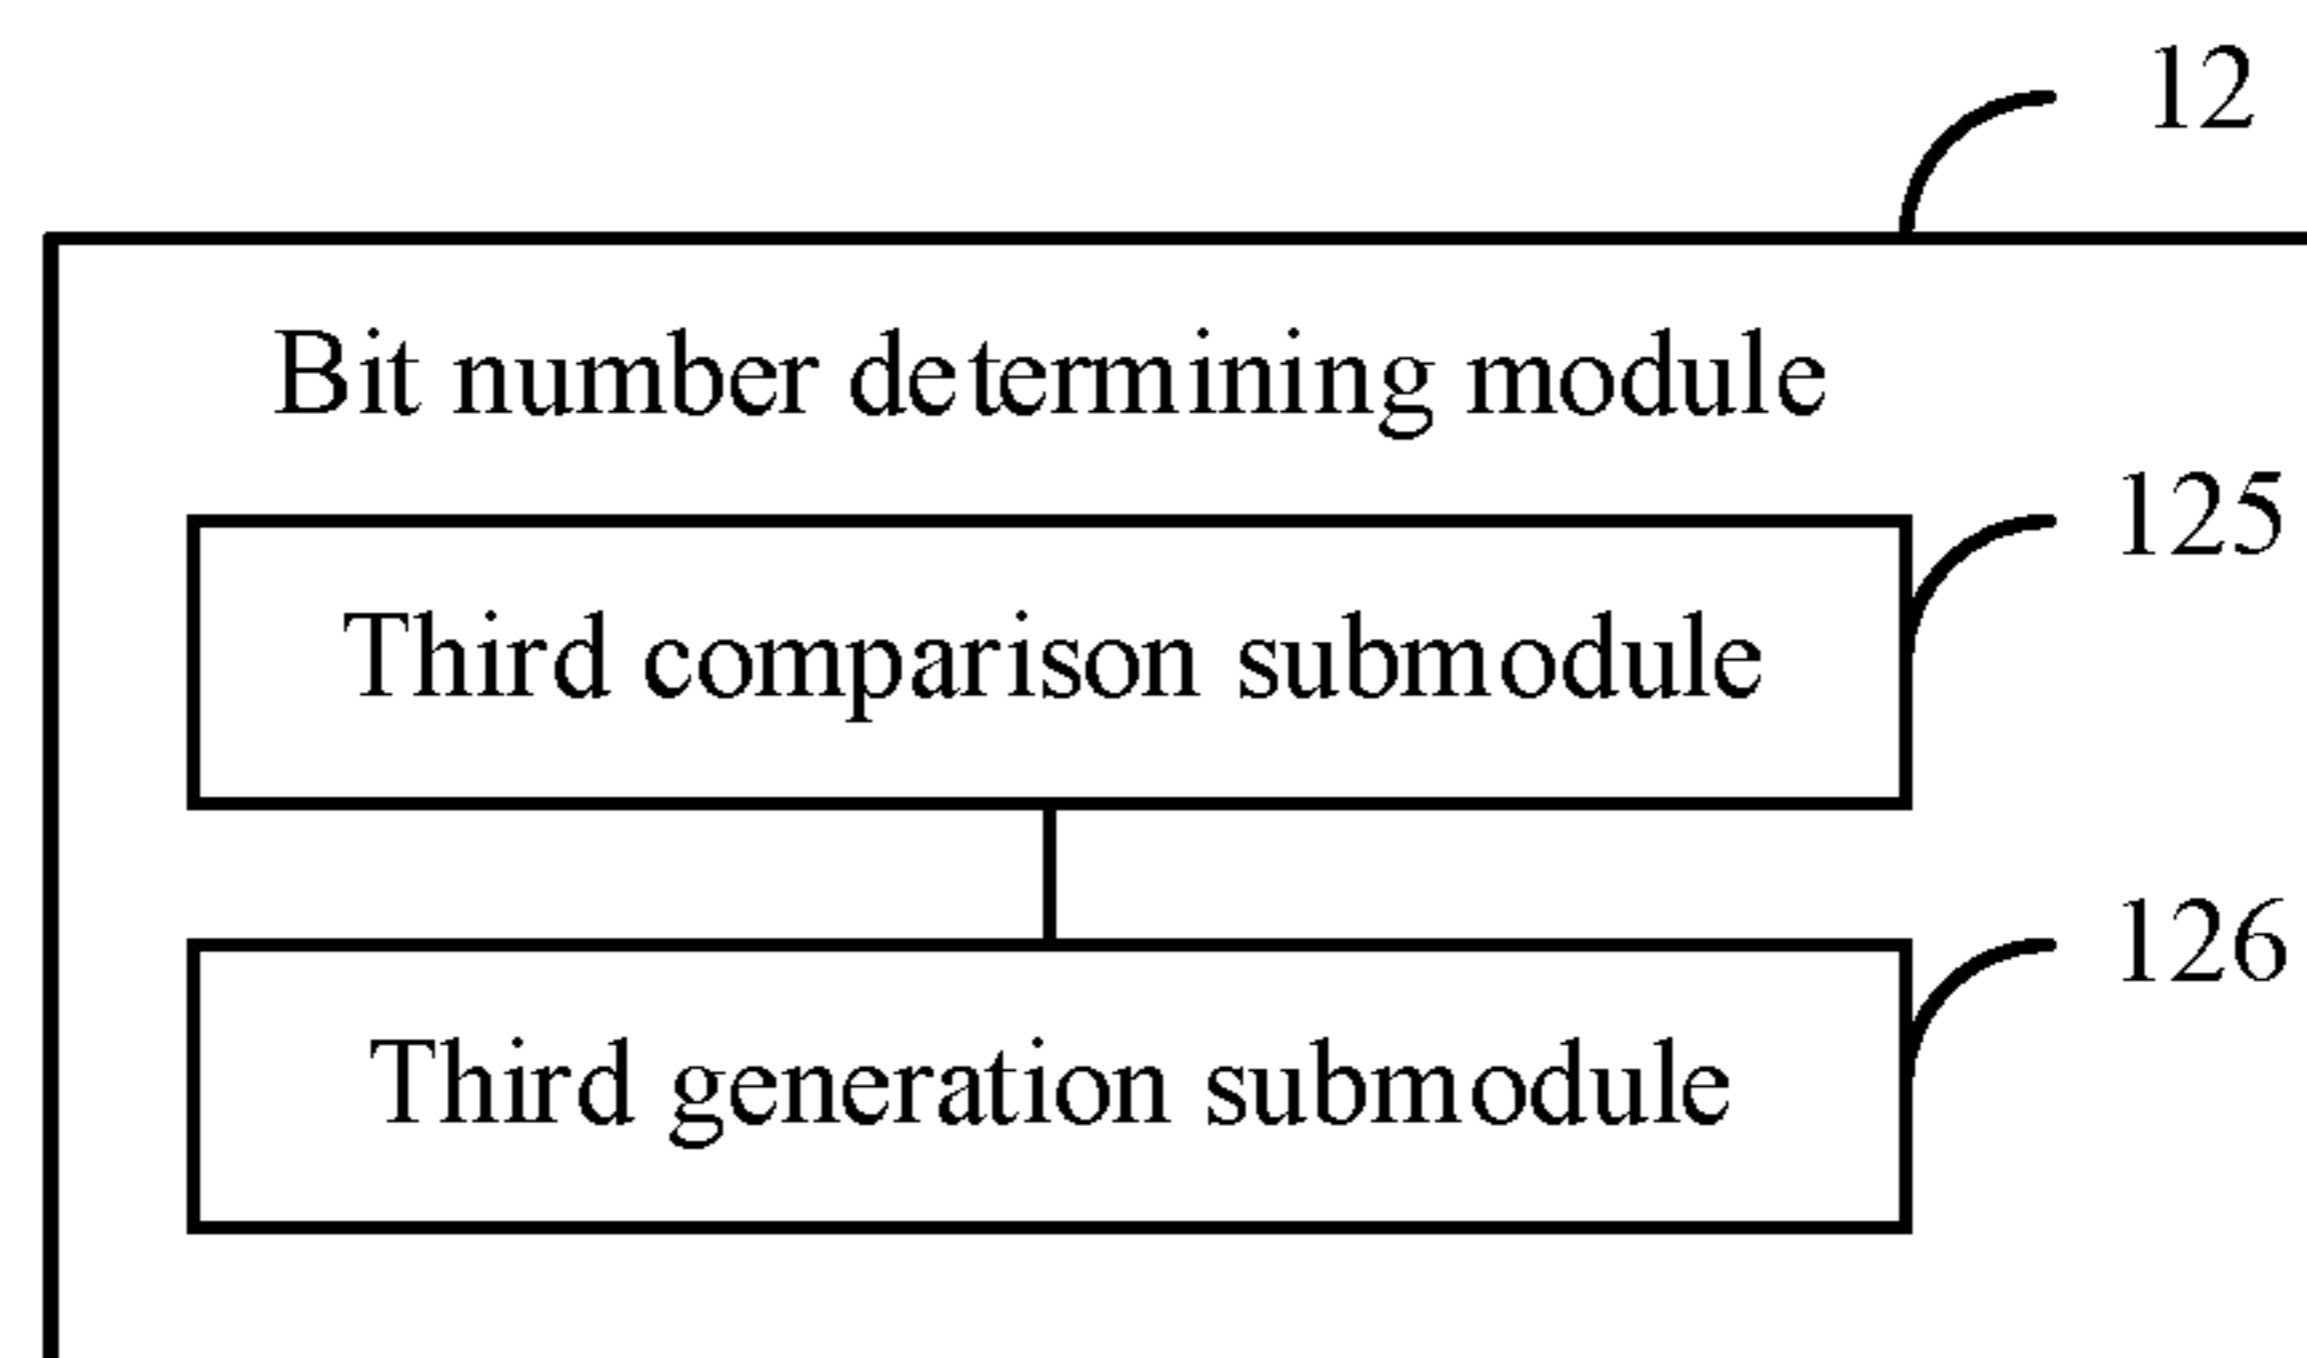 12
Bit number determining module
125
Third comparison submodule
126
Third generation submodule